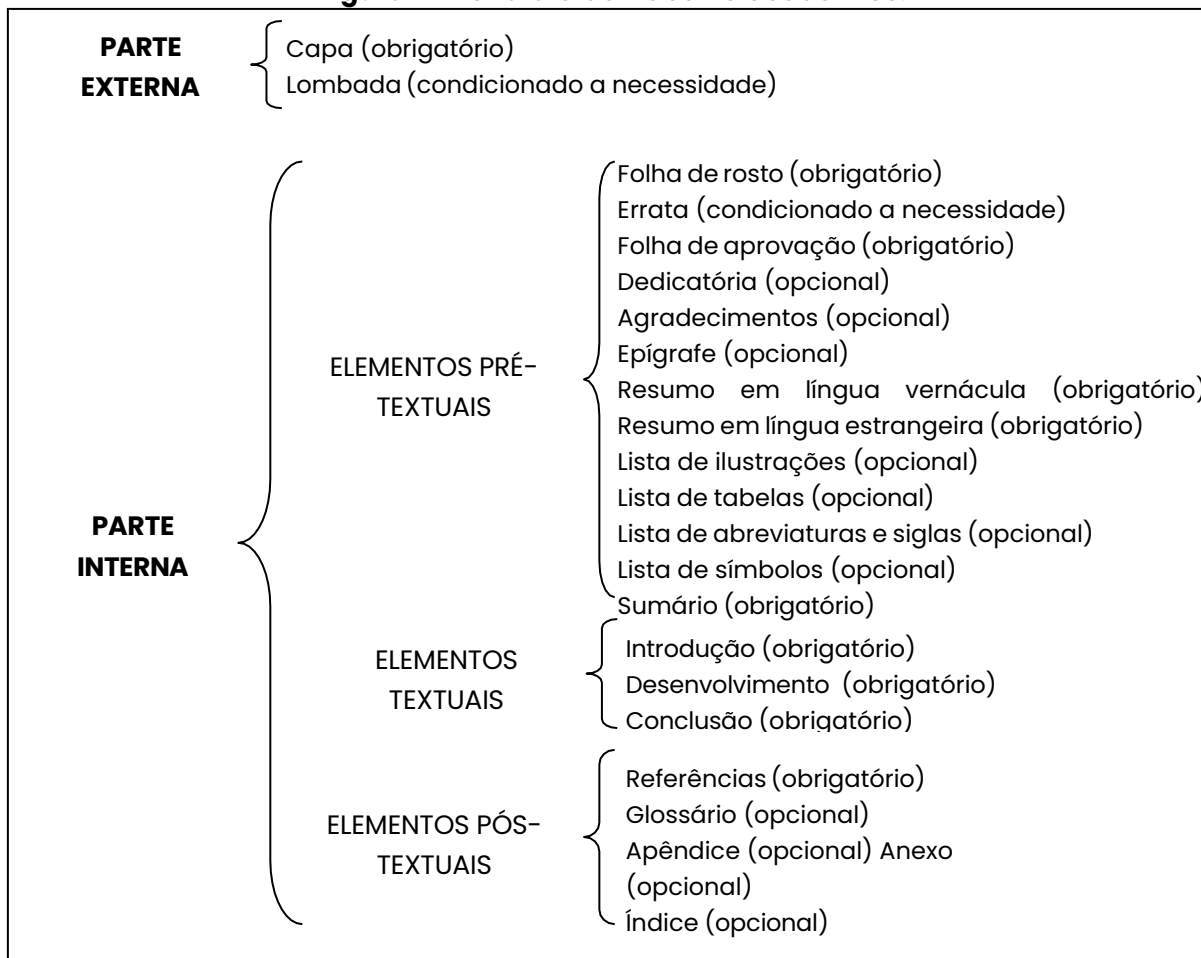 PARTE
EXTERNA
Capa (obrigatório)
Lombada (condicionado a necessidade)
PARTE
INTERNA
ELEMENTOS PRÉ-
TEXTUAIS
Folha de rosto (obrigatório)
Errata (condicionado a necessidade)
Folha de aprovação (obrigatório)
Dedicatória (opcional)
Agradecimentos (opcional)
Epígrafe (opcional)
Resumo em língua vernácula (obrigatório)
Resumo em língua estrangeira (obrigatório)
Lista de ilustrações (opcional)
Lista de tabelas (opcional)
Lista de abreviaturas e siglas (opcional)
Lista de símbolos (opcional)
Sumário (obrigatório)
ELEMENTOS
TEXTUAIS
Introdução (obrigatório)
Desenvolvimento (obrigatório)
Conclusão (obrigatório)
ELEMENTOS PÓS-
TEXTUAIS
Referências (obrigatório)
Glossário (opcional)
Apêndice (opcional) Anexo
(opcional)
Índice (opcional)